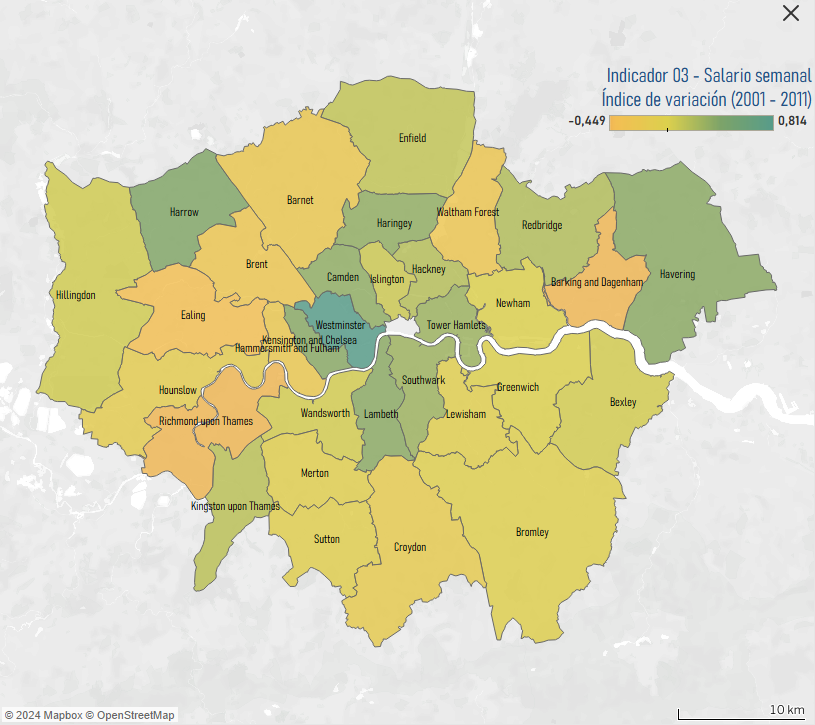 Indicador 03 - Salario semanal
Índice de variación (2001 - 2011)
-0,449
0,814
Enfield
Harrow
Barnet
Haringey
Waltham Forest
Redbridge
Brent
Camden
Islington
Hackney
Havering
Barking and Dagenham
Hillingdon
Ealing
Westminster
Tower Hamlets
Newham
Kensington and Chelsea
Hammersmith and Fulham
Hounslow
Southwark
Greenwich
Bexley
Richmond upon Thames
Wandsworth
Lambeth
Lewisham
Merton
Kingston upon Thames
Sutton
Croydon
Bromley
© 2024 Mapbox © OpenStreetMap
10 km